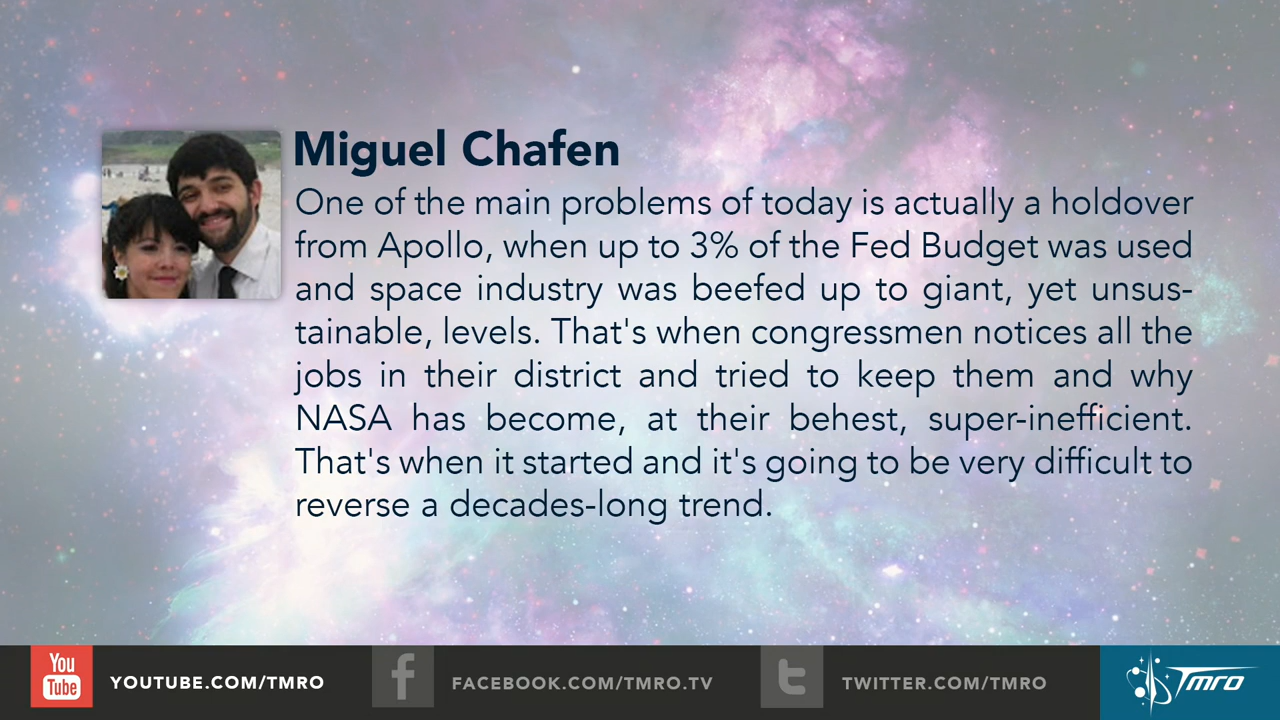 Miguel Chafen
One of the main problems of today is actually a holdover
from Apollo, when up to 3% of the Fed Budget was used
and space industry was beefed up to giant, yet unsus-
tainable, levels. That's when congressmen notices all the
jobs in their district and tried to keep them and why
NASA has become, at their behest, super-inefficient.
That's when it started and it's going to be very difficult to
reverse a decades-long trend.
You
Tube
YOUTUBE.COM/TMRO
f
FACEBOOK.COM/TMRO.TV
t
TWITTER.COM/TMRO
Tmro